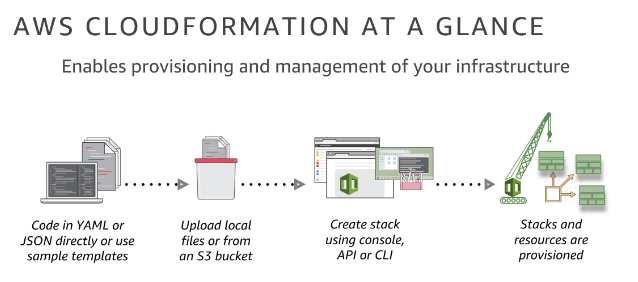 AWS CLOUDFORMATION AT A GLANCE
Enables provisioning and management of your infrastructure
Code in YAML or
JSON directly or use
sample templates
Upload local
files or from
an S3 bucket
Create stack
using console,
API or CLI
Stacks and
resources are
provisioned